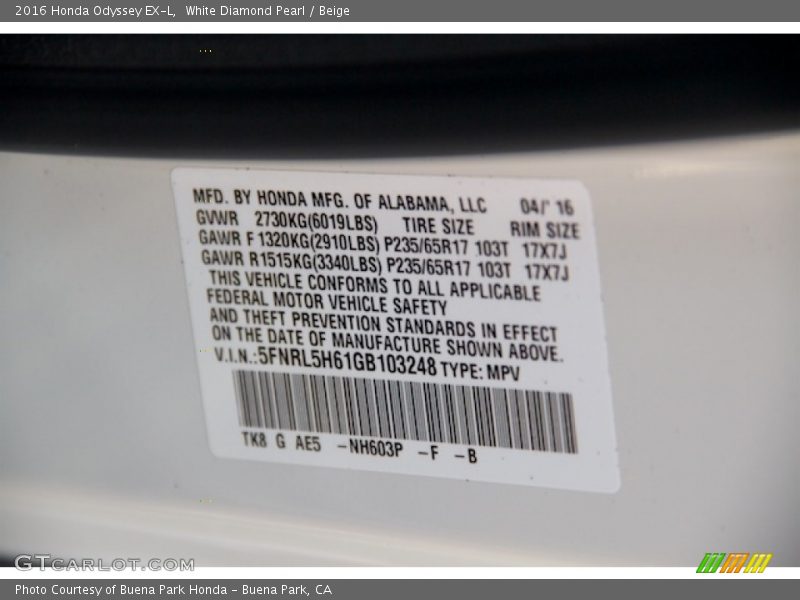 2016 Honda Odyssey EX-L, White Diamond Pearl / Beige
MFD. BY HONDA MFG. OF ALABAMA, LLC 04/' 16
GVWR 2730KG(6019LBS) TIRE SIZE RIM SIZE
GAWR F 1320KG(2910LBS) P235/65R17 103T 17X7J
GAWR R1515KG(3340LBS) P235/65R17 103T 17X7J
THIS VEHICLE CONFORMS TO ALL APPLICABLE
FEDERAL MOTOR VEHICLE SAFETY
AND THEFT PREVENTION STANDARDS IN EFFECT
ON THE DATE OF MANUFACTURE SHOWN ABOVE.
V.I.N.:5FNRL5H61GB103248 TYPE: MPV
TK8 G AE5 -NH603P -F -B
GTCARLOT.COM
Photo Courtesy of Buena Park Honda - Buena Park, CA